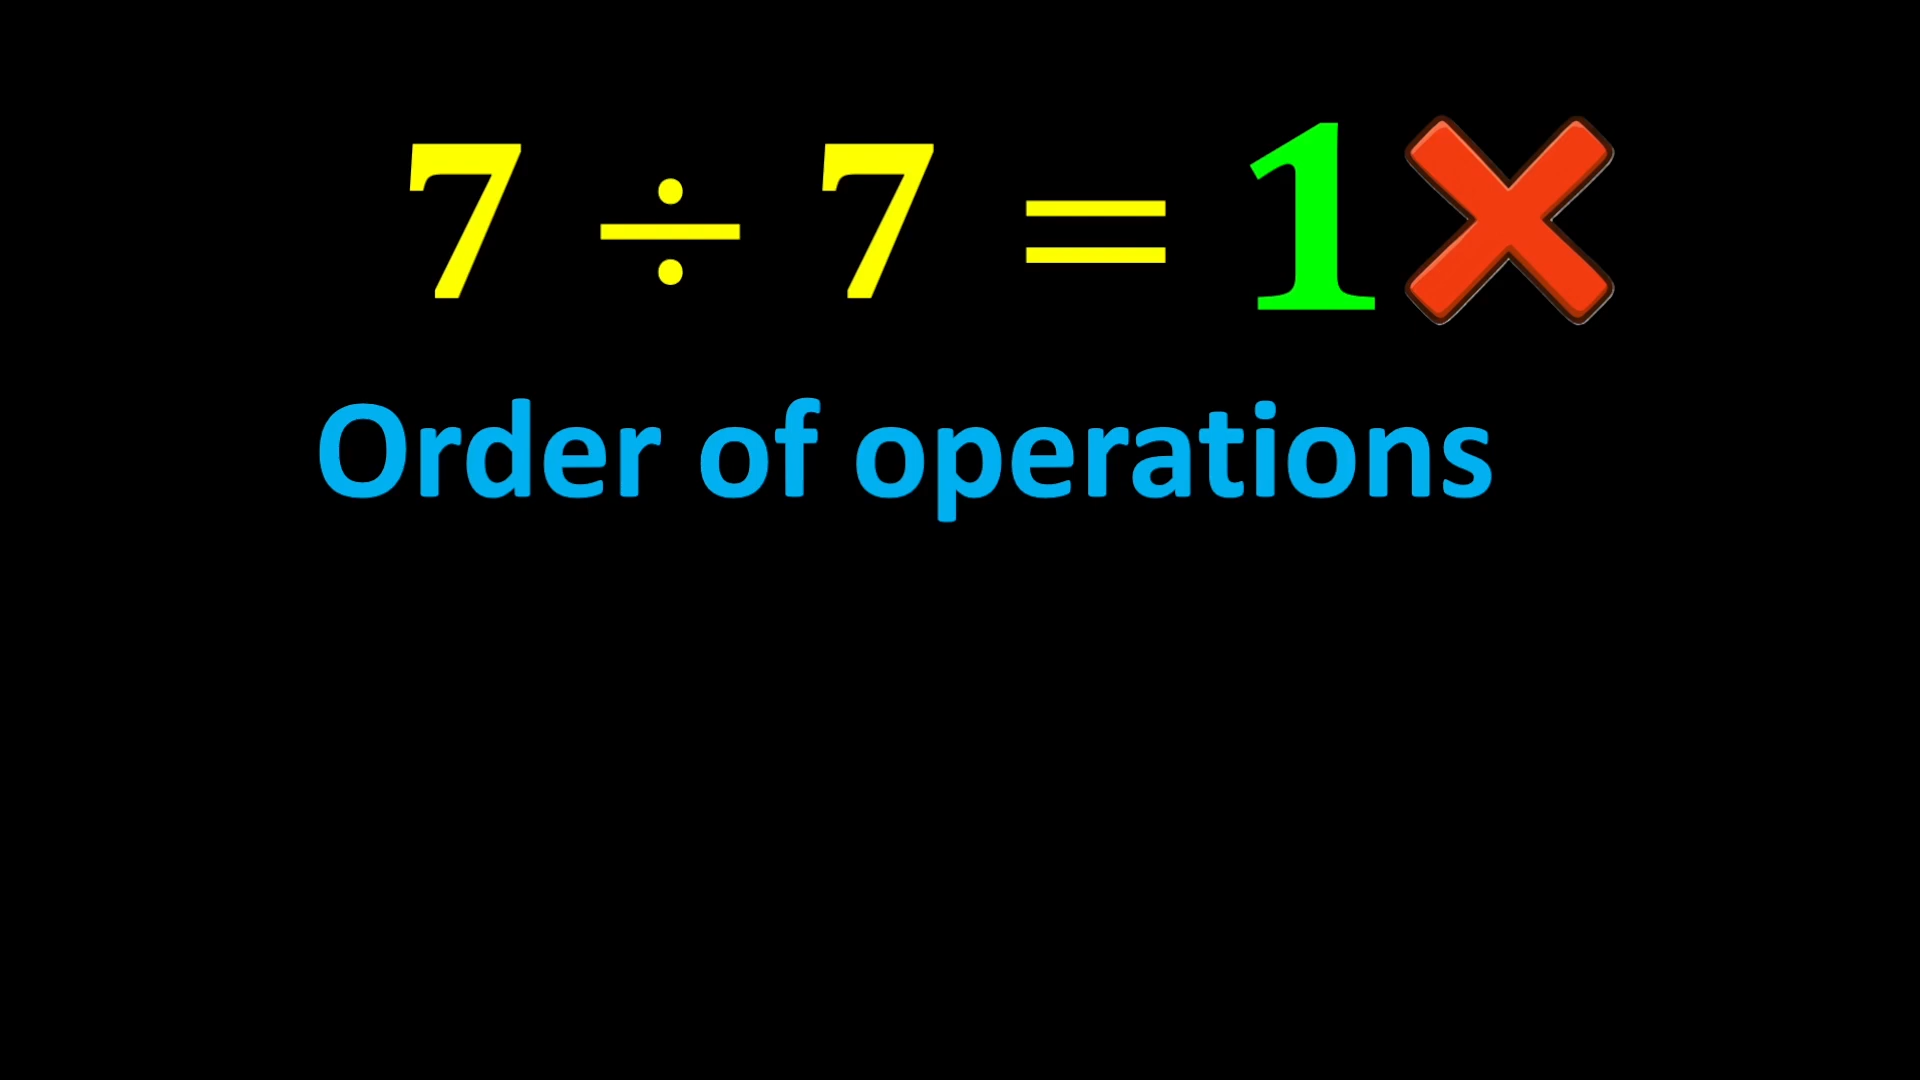 7 ÷ 7 = 1❌
Order of operations